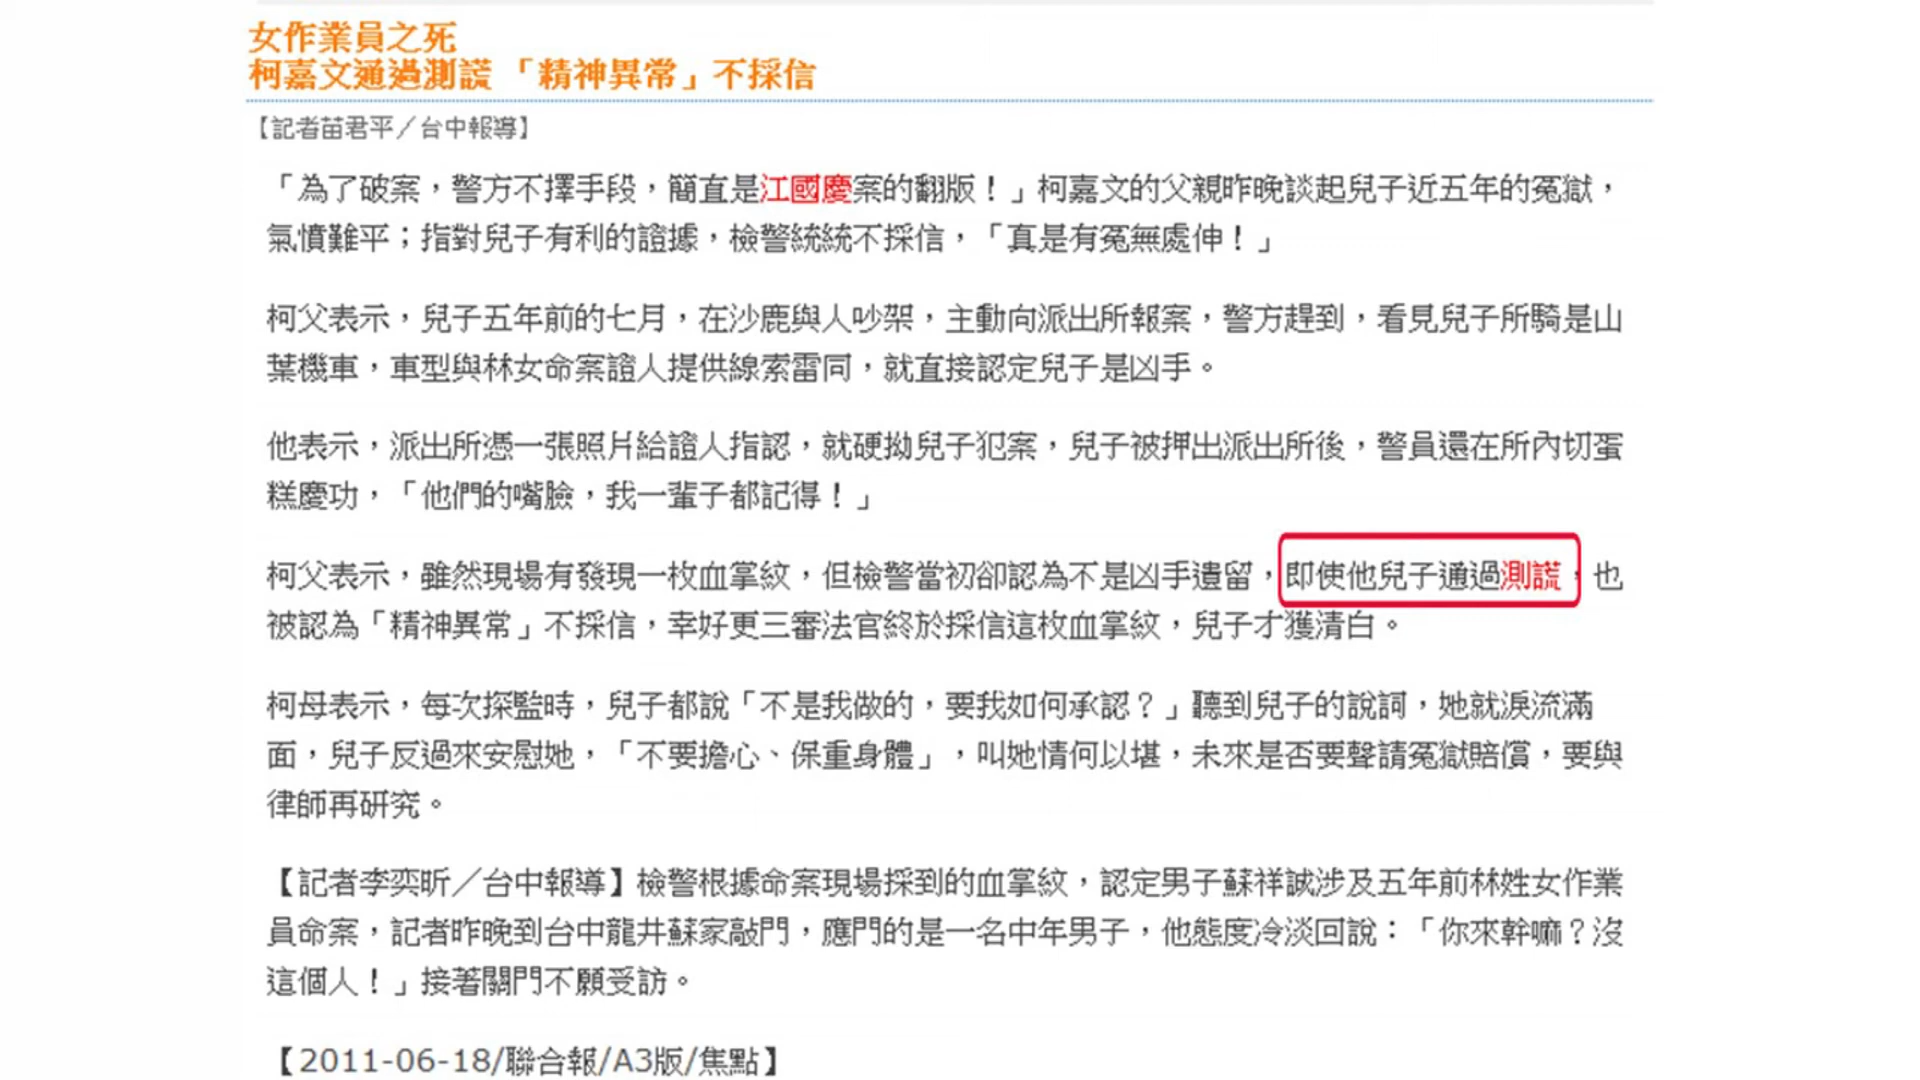 女作業員之死
柯嘉文通過測謊 「精神異常」不採信
【記者苗君平／台中報導】
「為了破案，警方不擇手段，簡直是江國慶案的翻版！」柯嘉文的父親昨晚談起兒子近五年的冤獄，
氣憤難平；指對兒子有利的證據，檢警統統不採信，「真是有冤無處伸！」
柯父表示，兒子五年前的七月，在沙鹿與人吵架，主動向派出所報案，警方趕到，看見兒子所騎是山
葉機車，車型與林女命案證人提供線索雷同，就直接認定兒子是凶手。
他表示，派出所憑一張照片給證人指認，就硬拗兒子犯案，兒子被押出派出所後，警員還在所內切蛋
糕慶功，「他們的嘴臉，我一輩子都記得！」
柯父表示，雖然現場有發現一枚血掌紋，但檢警當初卻認為不是凶手遺留，即使他兒子通過測謊，也
被認為「精神異常」不採信，幸好更三審法官終於採信這枚血掌紋，兒子才獲清白。
柯母表示，每次探監時，兒子都說「不是我做的，要我如何承認？」聽到兒子的說詞，她就淚流滿
面，兒子反過來安慰她，「不要擔心、保重身體」，叫她情何以堪，未來是否要聲請冤獄賠償，要與
律師再研究。
【記者李奕昕／台中報導】檢警根據命案現場採到的血掌紋，認定男子蘇祥誠涉及五年前林姓女作業
員命案，記者昨晚到台中龍井蘇家敲門，應門的是一名中年男子，他態度冷淡回說：「你來幹嘛？沒
這個人！」接著關門不願受訪。
【2011-06-18/聯合報/A3版/焦點】